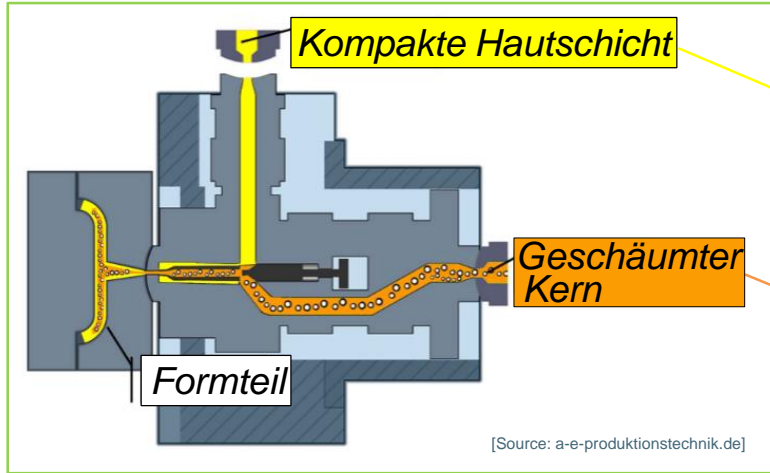 Kompakte Hautschicht
Geschäumter
Kern
Formteil
[Source: a-e-produktionstechnik.de]